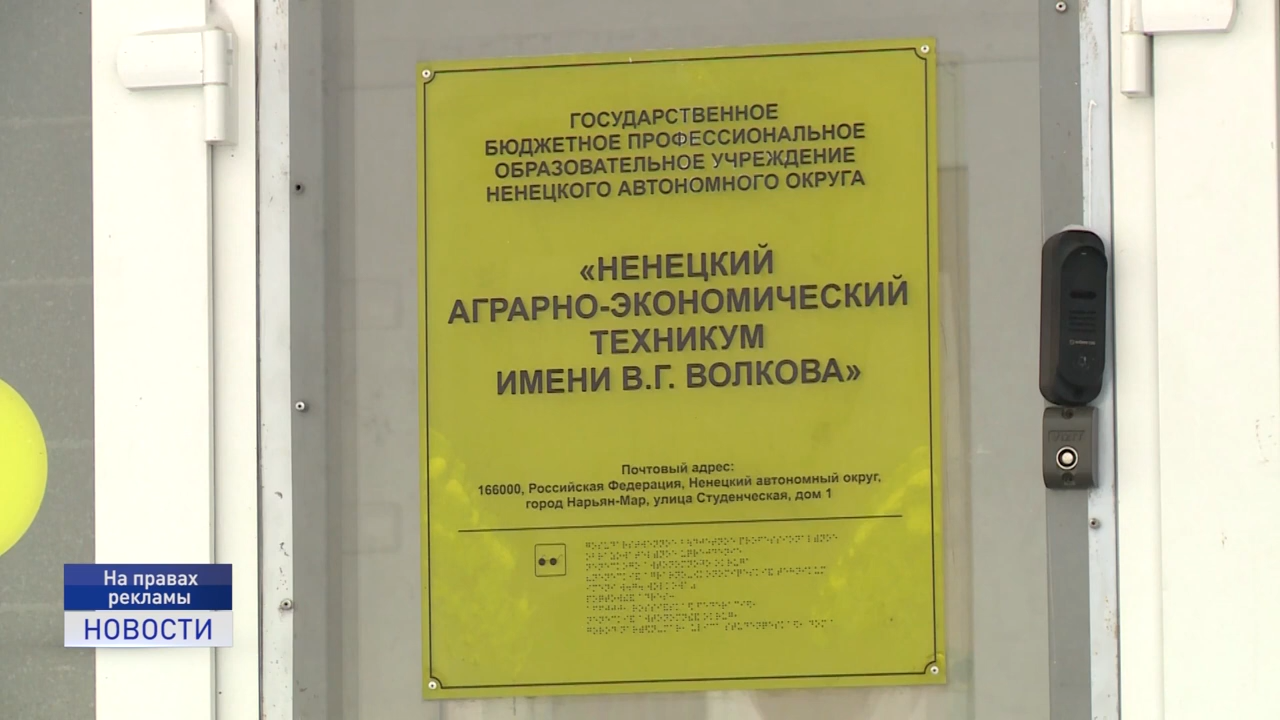 ГОСУДАРСТВЕННОЕ
БЮДЖЕТНОЕ ПРОФЕССИОНАЛЬНОЕ
ОБРАЗОВАТЕЛЬНОЕ УЧРЕЖДЕНИЕ
НЕНЕЦКОГО АВТОНОМНОГО ОКРУГА
«НЕНЕЦКИЙ
АГРАРНО-ЭКОНОМИЧЕСКИЙ
ТЕХНИКУМ
ИМЕНИ В.Г. ВОЛКОВА»
Почтовый адрес:
166000, Российская Федерация, Ненецкий автономный округ,
город Нарьян-Мар, улица Студенческая, дом 1
На правах
рекламы
НОВОСТИ